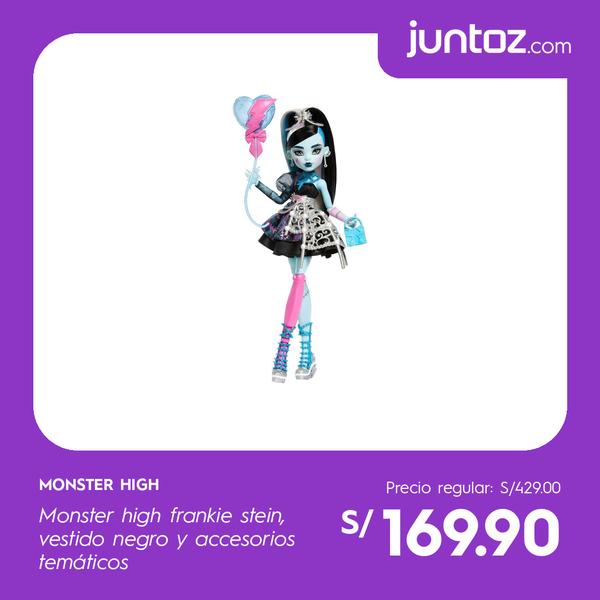 juntoz.com
MONSTER HIGH
Monster high frankie stein,
vestido negro y accesorios
temáticos
Precio regular: S/429.00
S/169.90